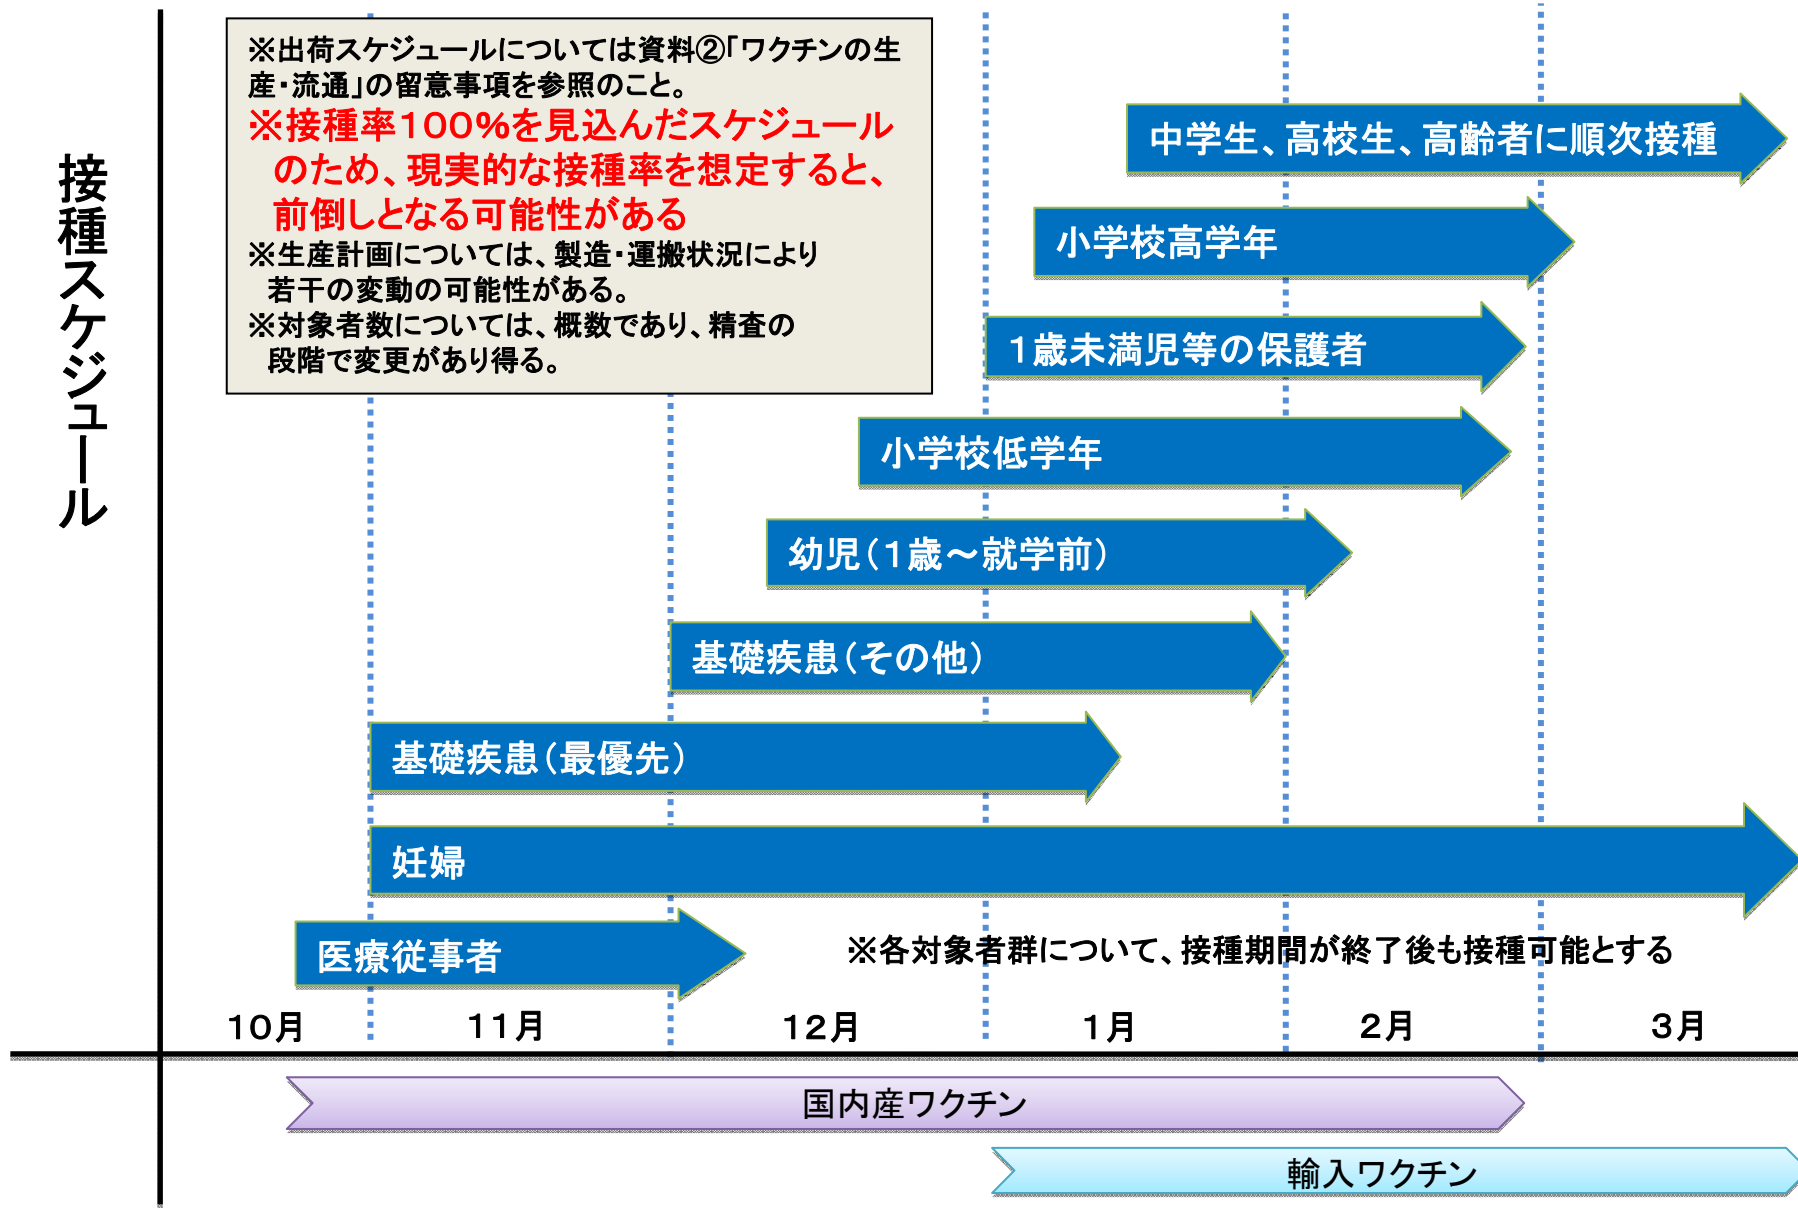 接種スケジュール
※出荷スケジュールについては資料②「ワクチンの生
産・流通」の留意事項を参照のこと。
※接種率100%を見込んだスケジュール
のため、現実的な接種率を想定すると、
前倒しとなる可能性がある
※生産計画については、製造・運搬状況により
若干の変動の可能性がある。
※対象者数については、概数であり、精査の
段階で変更があり得る。
中学生、高校生、高齢者に順次接種
小学校高学年
1歳未満児等の保護者
小学校低学年
幼児(1歳~就学前)
基礎疾患(その他)
基礎疾患(最優先)
妊婦
医療従事者
※各対象者群について、接種期間が終了後も接種可能とする
10月 11月 12月 1月 2月 3月
国内産ワクチン
輸入ワクチン